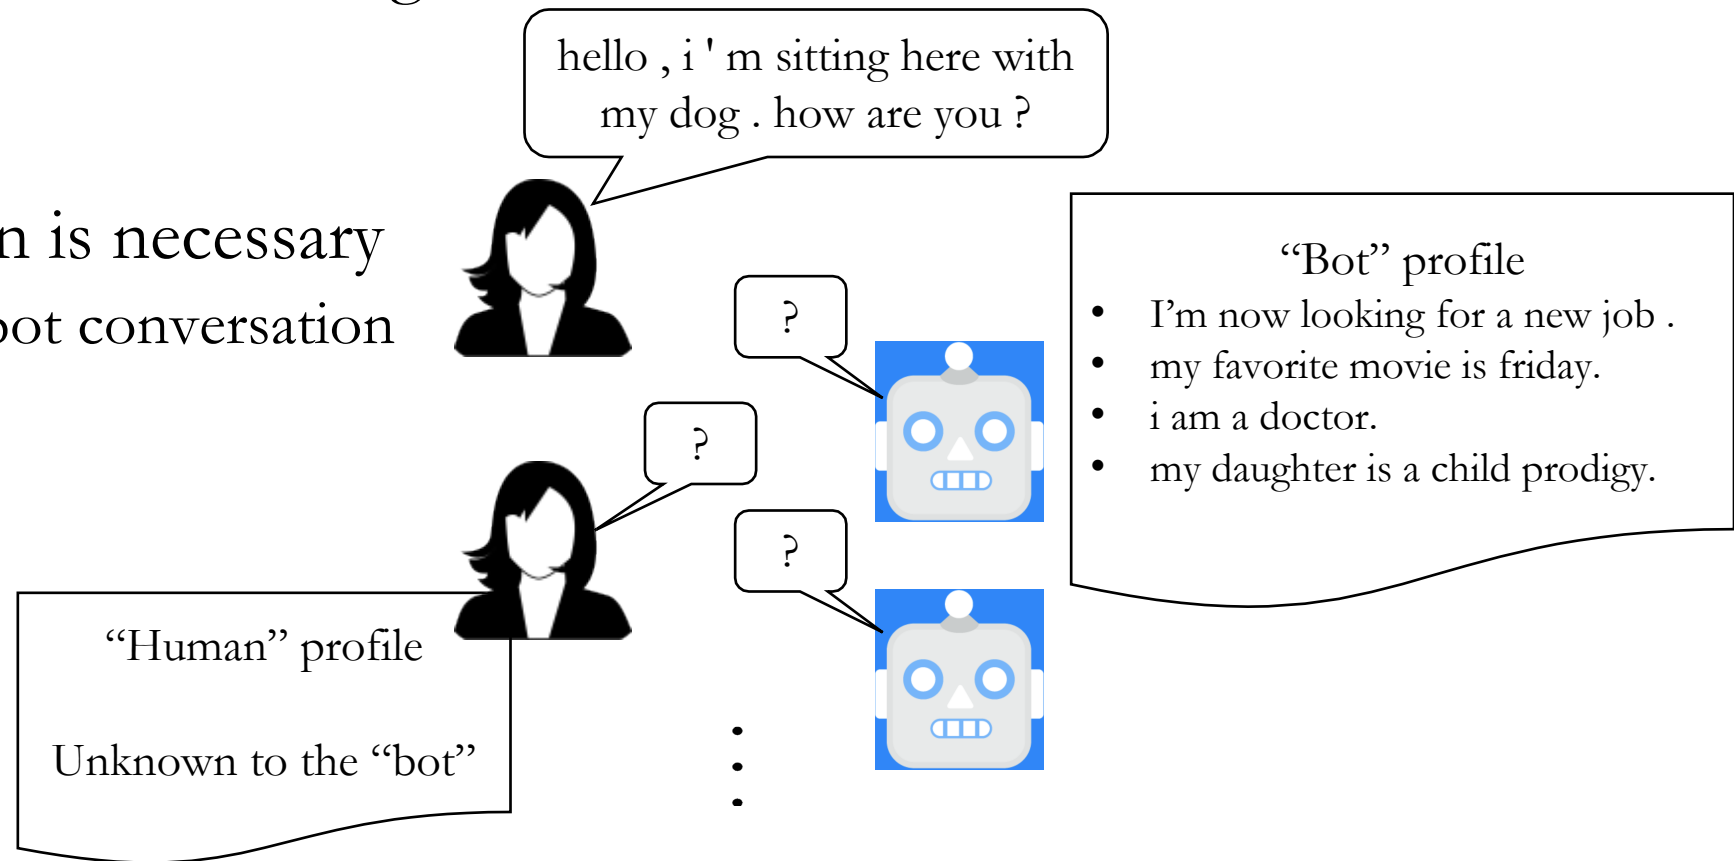 hello , i ' m sitting here with
my dog . how are you ?
is necessary
conversation
?
?
?
“Bot” profile
• I’m now looking for a new job .
• my favorite movie is friday.
• i am a doctor.
• my daughter is a child prodigy.
“Human” profile
Unknown to the “bot”